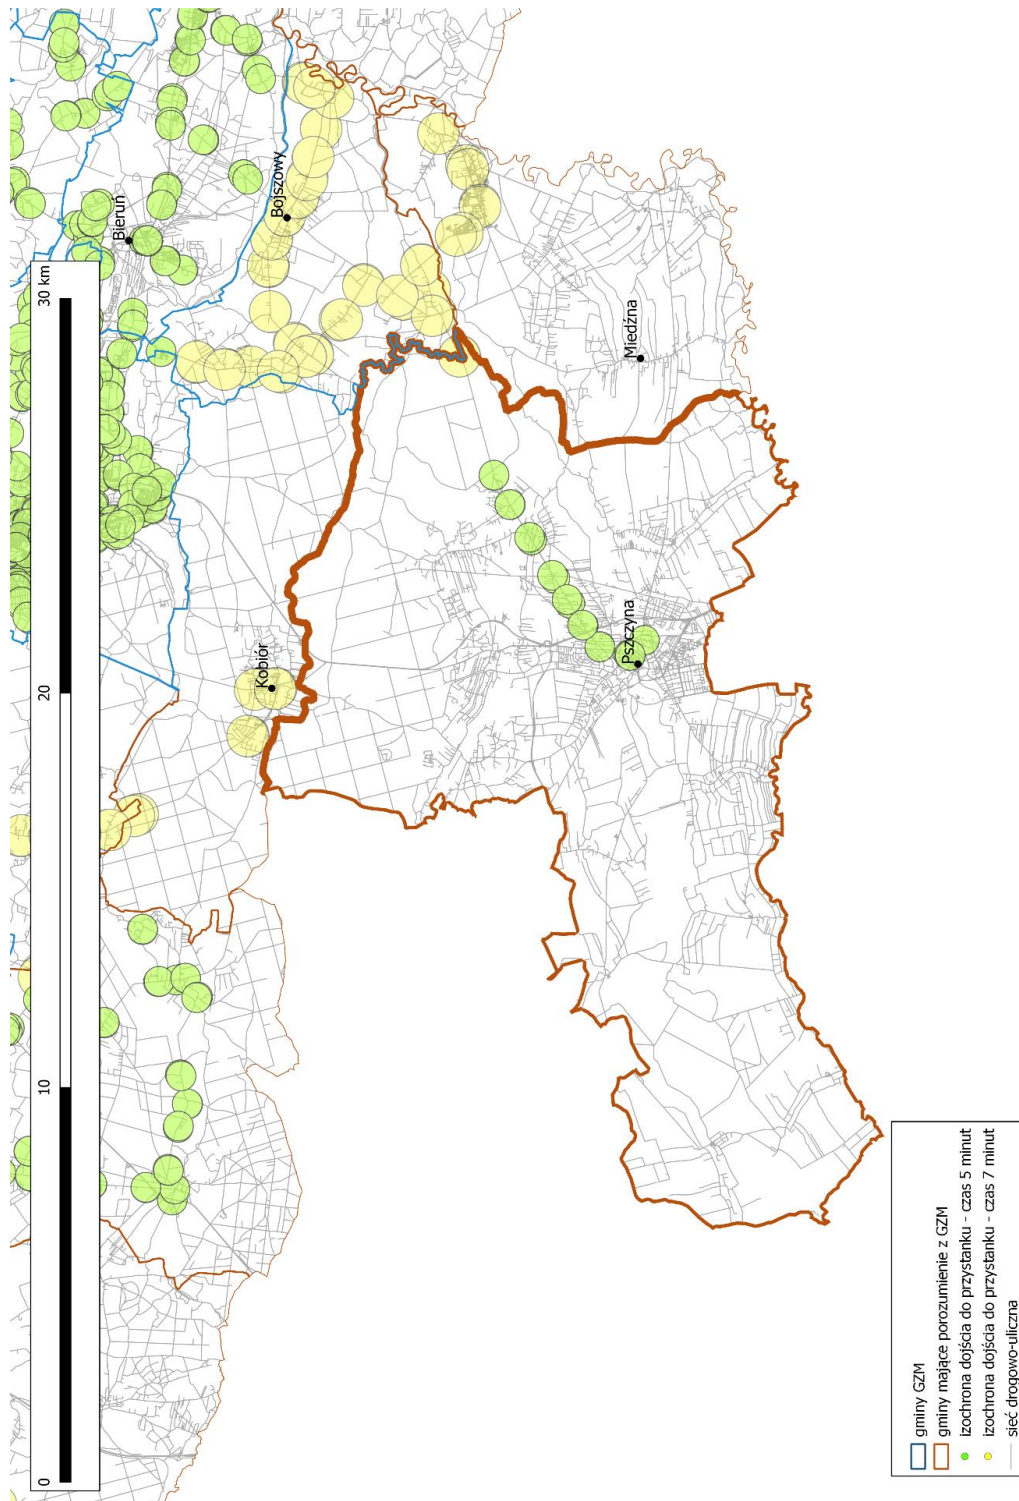 Bieruń
Bojszowy
Kobiór
Miedźna
Pszczyna
0
10
20
30 km
gminy GZM
gminy mające porozumienie z GZM
izochrona dojścia do przystanku - czas 5 minut
izochrona dojścia do przystanku - czas 7 minut
sieć drogowo-uliczna